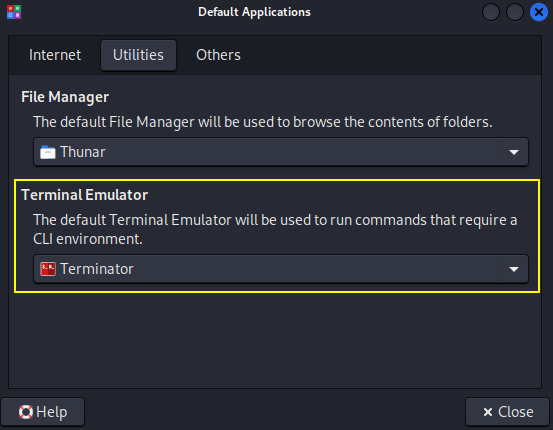 Default Applications
Internet
Utilities
Others
File Manager
The default File Manager will be used to browse the contents of folders.
Thunar
Terminal Emulator
The default Terminal Emulator will be used to run commands that require a
CLI environment.
Terminator
Help
Close